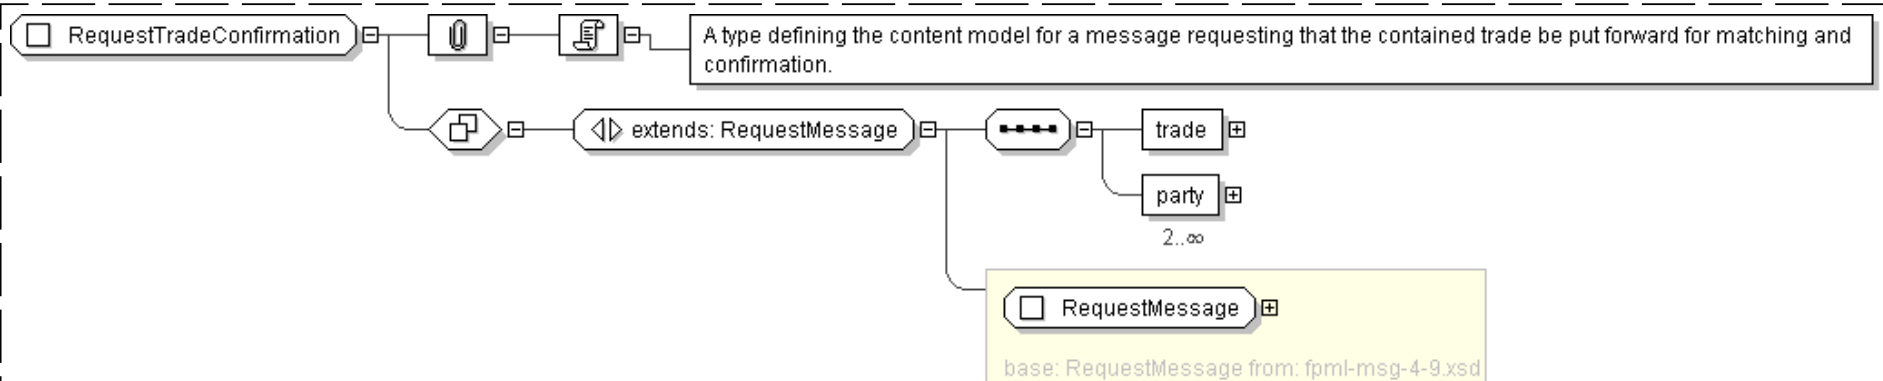 RequestTradeConfirmation
A type defining the content model for a message requesting that the contained trade be put forward for matching and
confirmation.
extends: RequestMessage
trade
party
2..∞
RequestMessage
base: RequestMessage from: fpml-msg-4-9.xsd